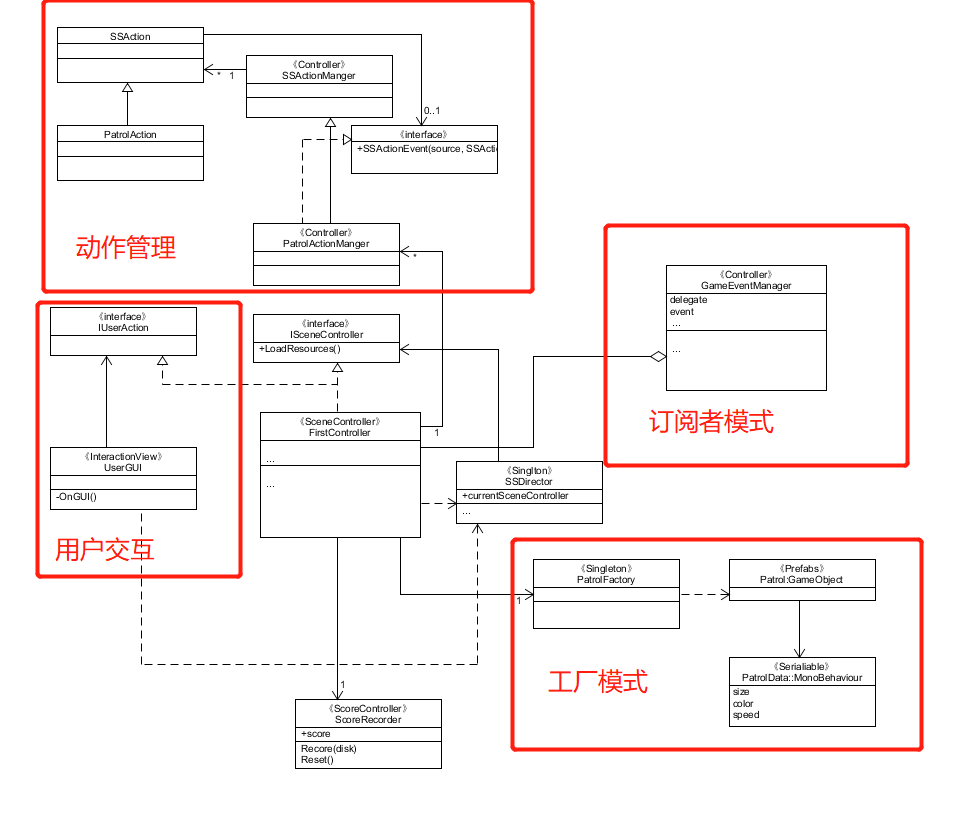 SSAction
《Controller》
SSActionManger
* 1
0..1
PatrolAction
《interface》
+SSActionEvent(source, SSActi
《Controller》
PatrolActionManger
*
动作管理
《Controller》
GameEventManager
delegate
event
...
...
订阅者模式
《interface》
IUserAction
《interface》
ISceneController
+LoadResources()
《SceneController》
FirstController
...
...
1
《InteractionView》
UserGUI
-OnGUI()
用户交互
《Singlton》
SSDirector
+currentSceneController
...
《Singleton》
PatrolFactory
1
《Prefabs》
Patrol:GameObject
工厂模式
《Serialiable》
PatrolData::MonoBehaviour
size
color
speed
1
《ScoreController》
ScoreRecorder
+score
Recore(disk)
Reset()